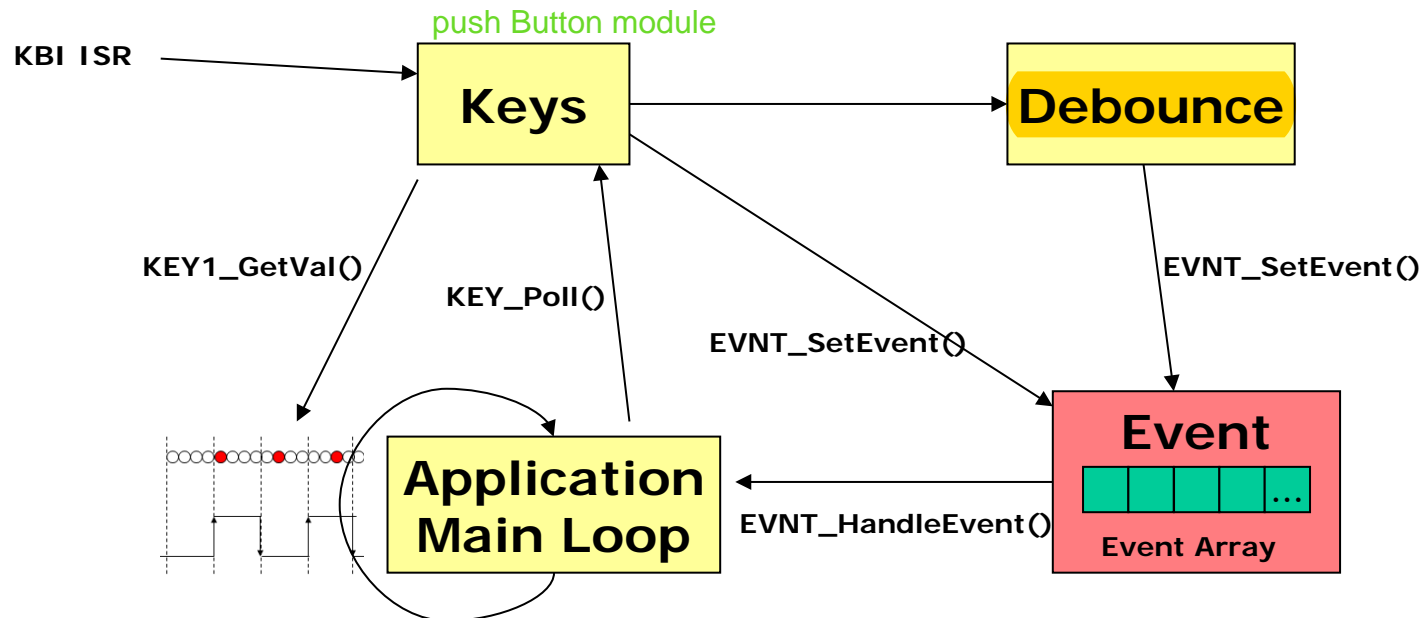 push Button module
KBI ISR
Keys
Debounce
KEY1_GetVal()
KEY_Poll()
EVNT_SetEvent()
EVNT_SetEvent()
Application
Main Loop
EVNT_HandleEvent()
Event
...
Event Array